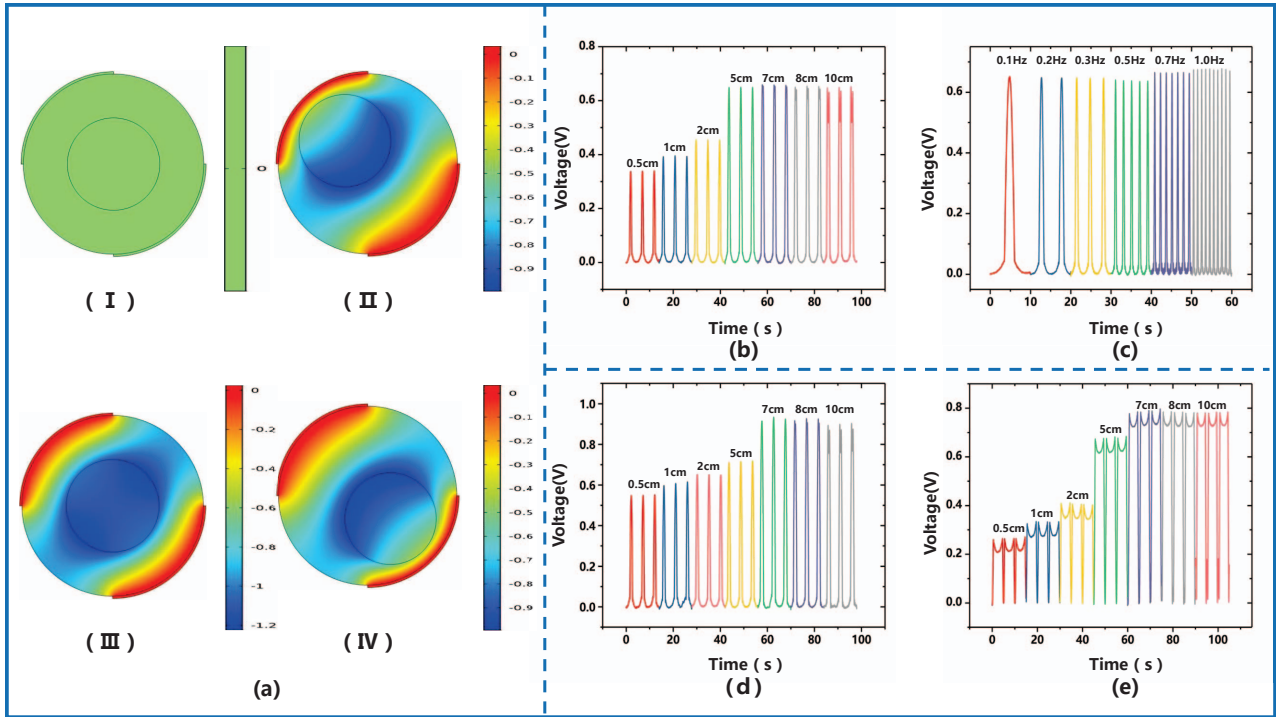 0
( Ⅰ )
0
-0.1
-0.2
-0.3
-0.4
-0.5
-0.6
-0.7
-0.8
-0.9
( Ⅱ )
0
-0.2
-0.4
-0.6
-0.8
-1
-1.2
( Ⅲ )
0
-0.1
-0.2
-0.3
-0.4
-0.5
-0.6
-0.7
-0.8
-0.9
( Ⅳ )
(a)
Voltage(V)
0.8
0.6
0.4
0.2
0.0
0.5cm
1cm
2cm
5cm 7cm 8cm 10cm
0 20 40 60 80 100
Time ( s )
(b)
Voltage(V)
0.8
0.6
0.4
0.2
0.0
0.1Hz 0.2Hz 0.3Hz 0.5Hz 0.7Hz 1.0Hz
0 10 20 30 40 50 60
Time ( s )
(c)
Voltage(V)
1.0
0.8
0.6
0.4
0.2
0.0
0.5cm
1cm 2cm
5cm
7cm 8cm 10cm
0 20 40 60 80 100
Time ( s )
(d)
Voltage(V)
0.8
0.6
0.4
0.2
0.0
0.5cm
1cm
2cm
5cm
7cm 8cm 10cm
0 20 40 60 80 100
Time ( s )
(e)